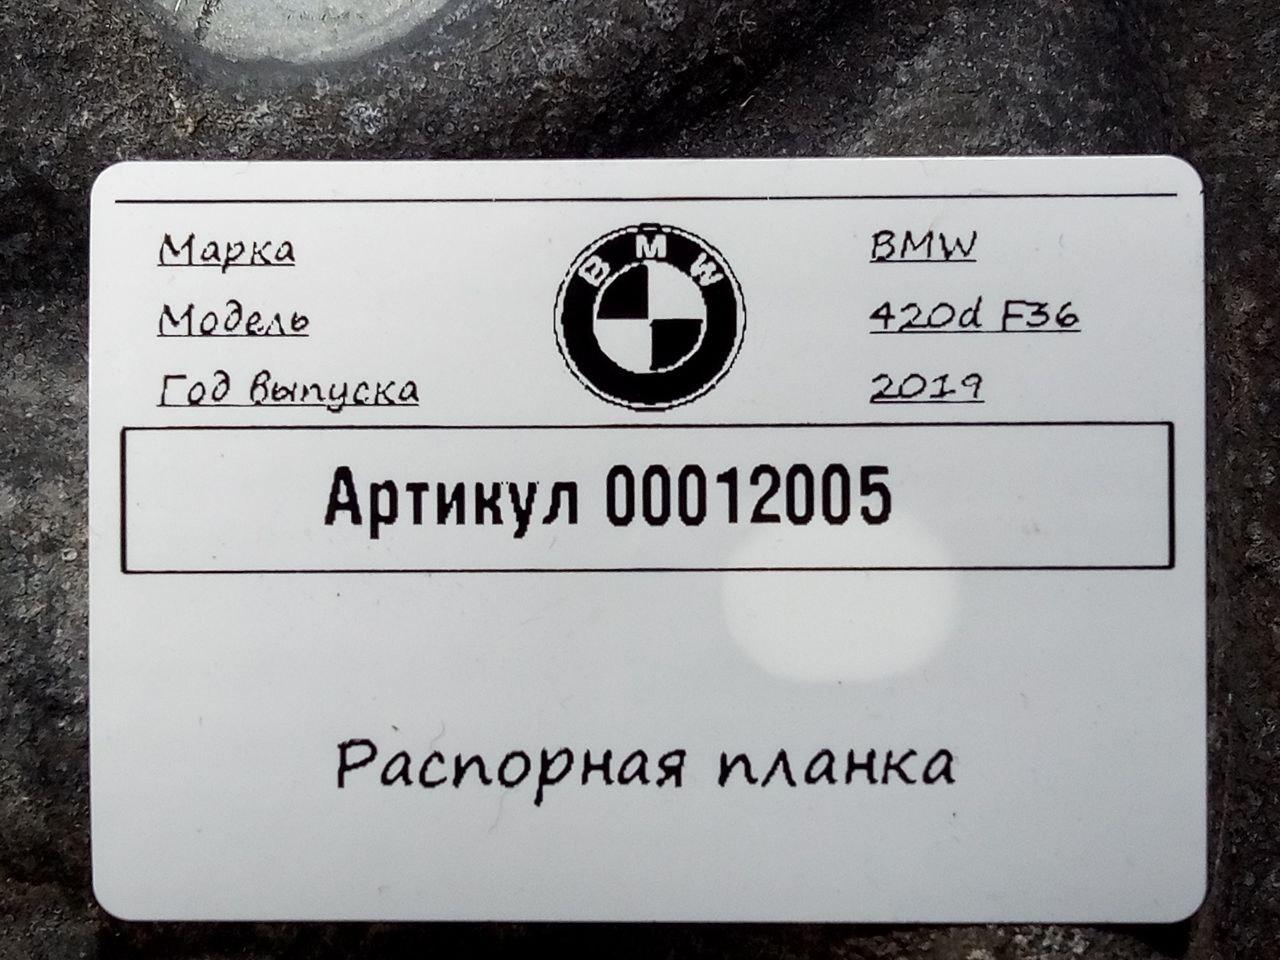 Марка BMW
Модель 420d F36
Год выпуска 2019
BMW
Артикул 00012005
Распорная планка